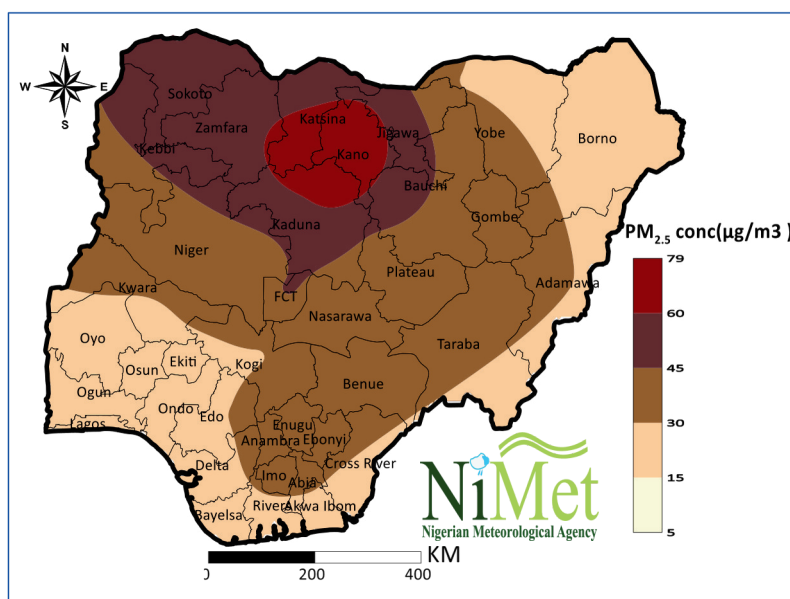 N
W E
S
Sokoto
Katsina
Zamfara
Jigawa
Yobe
Borno
Kebbi
Kano
Bauchi
Gombe
Kaduna
Niger
Plateau
Adamawa
Kwara
FCT
Nasarawa
Taraba
Oyo
Ekiti
Kogi
Osun
Benue
Ogun
Ondo
Edo
Enugu
Lagos
Anambra
Ebonyi
Delta
Imo
Abia
Cross River
Bayelsa
Rivers
Akwa Ibom
PM2.5 conc(µg/m3 )
79
60
45
30
15
5
NiMet
Nigerian Meteorological Agency
KM
0 200 400